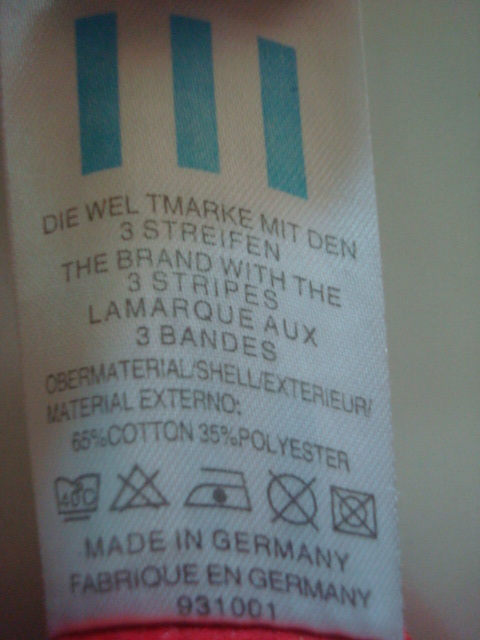 DIE WEL TMARKE MIT DEN
3 STREIFEN
THE BRAND WITH THE
3 STRIPES
LAMARQUE AUX
3 BANDES
OBERMATERIAL/SHELL/EXTERIEUR/
MATERIAL EXTERNO:
65%COTTON 35%POLYESTER
40C
MADE IN GERMANY
FABRIQUE EN GERMANY
931001